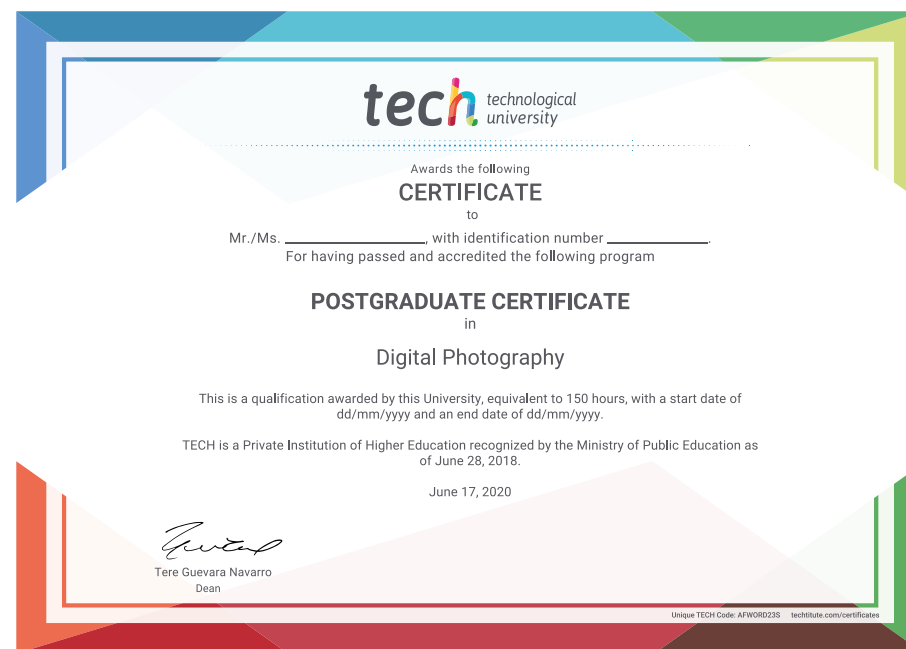 tech technological
university
Awards the following
CERTIFICATE
to
Mr./Ms. ____________________, with identification number ______________.
For having passed and accredited the following program
POSTGRADUATE CERTIFICATE
in
Digital Photography
This is a qualification awarded by this University, equivalent to 150 hours, with a start date of
dd/mm/yyyy and an end date of dd/mm/yyyy.
TECH is a Private Institution of Higher Education recognized by the Ministry of Public Education as
of June 28, 2018.
June 17, 2020
Tere Guevara Navarro
Dean
Unique TECH Code: AFWORD23S techtitute.com/certificates